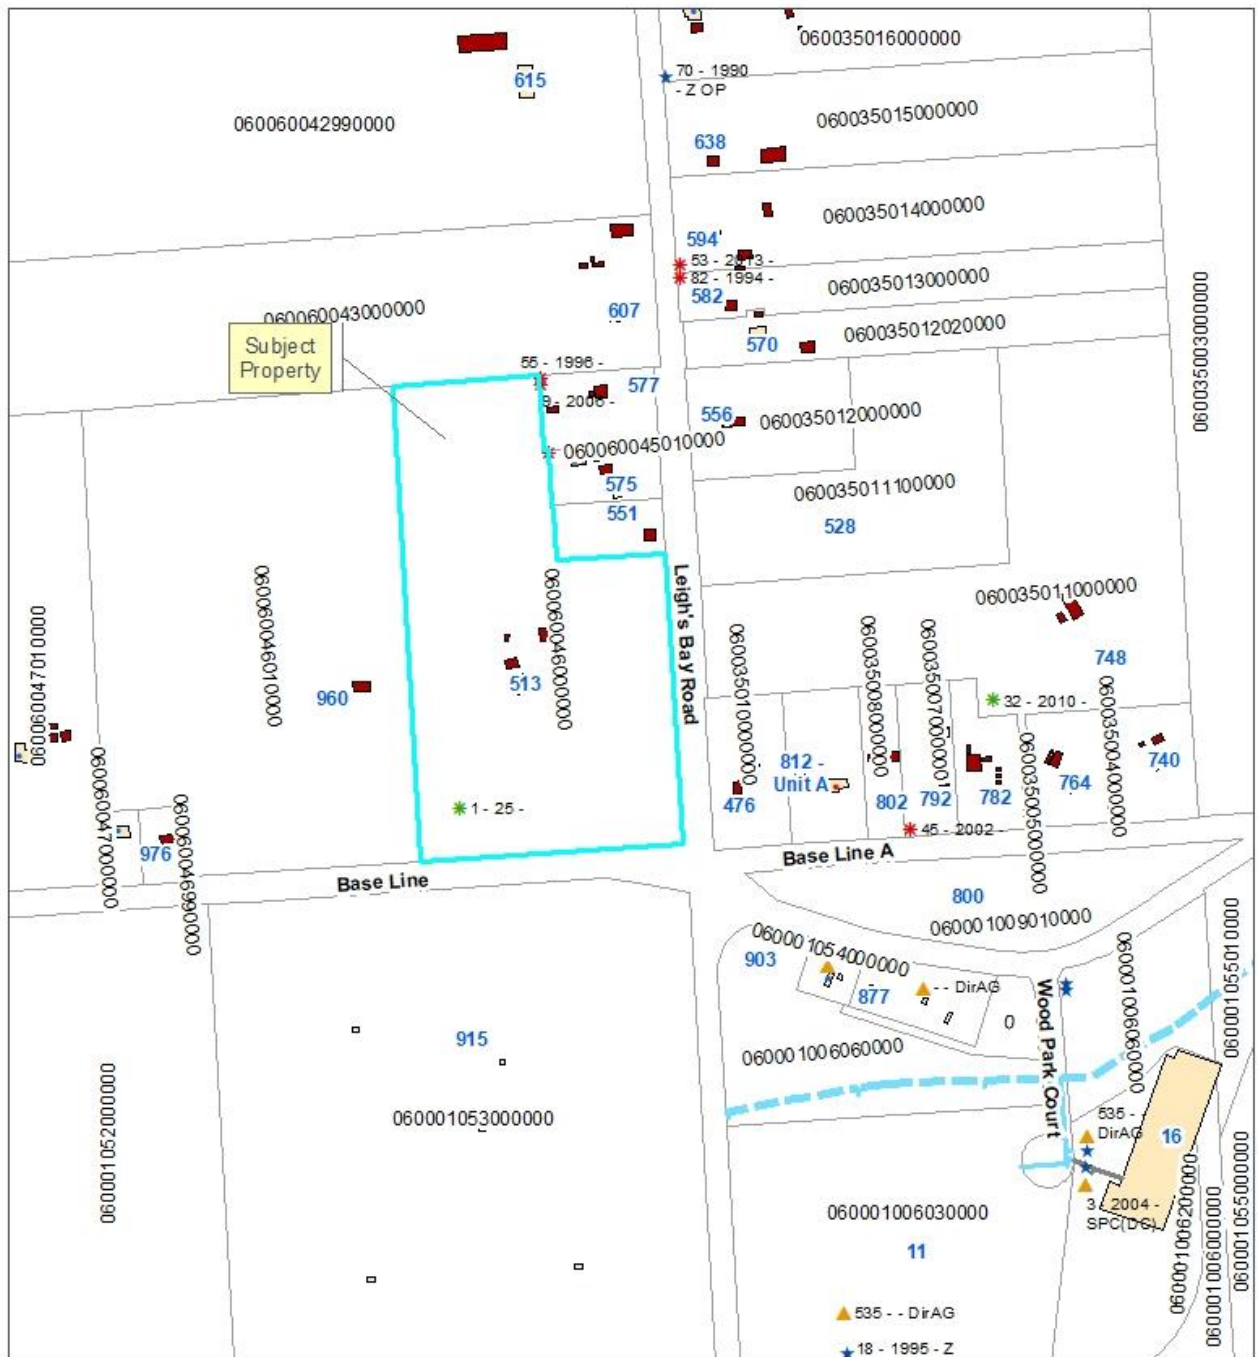 060035016000000
70 - 1990
- Z OP
615
060060042990000
060035015000000
638
060035014000000
594
53 - 2013 -
82 - 1994 -
582
060035013000000
060035003000000
607
060060043000000
060035012020000
570
Subject
Property
55 - 1996 -
577
9 - 2006 -
556
060035012000000
060060045010000
575
551
060035011100000
528
Leigh's Bay Road
060060046010000
060060046000000
060035011000000
748
060060047010000
960
513
060035010000000
060035008000000
060035007000000
32 - 2010 -
060035005000000
060035004000000
812 -
Unit A
476
802
792
782
764
740
1 - 25 -
45 - 2002 -
060060047000000
976
060060046990000
Base Line
Base Line A
800
060001009010000
060001054000000
903
877
- - DirAG
0
Wood Park Court
060001006060000
060001055010000
915
060001006060000
060001052000000
060001053000000
535 -
DirAG
16
3 - 2004 -
SPC(DC)
060001006200000
060001006000000
060001055000000
060001006030000
11
535 - - DirAG
18 - 1995 - Z